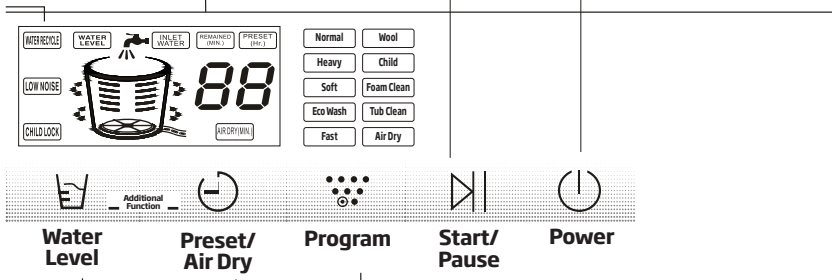 WATER RECYCLE
WATER LEVEL
INLET WATER
REMAINED (MIN.)
PRESET (Hr.)
LOW NOISE
88
CHILD LOCK
AIR DRY(MIN.)
Normal Wool
Heavy Child
Soft Foam Clean
Eco Wash Tub Clean
Fast Air Dry
Additional
Function
Water
Level
Preset/
Air Dry
Program
Start/
Pause
Power